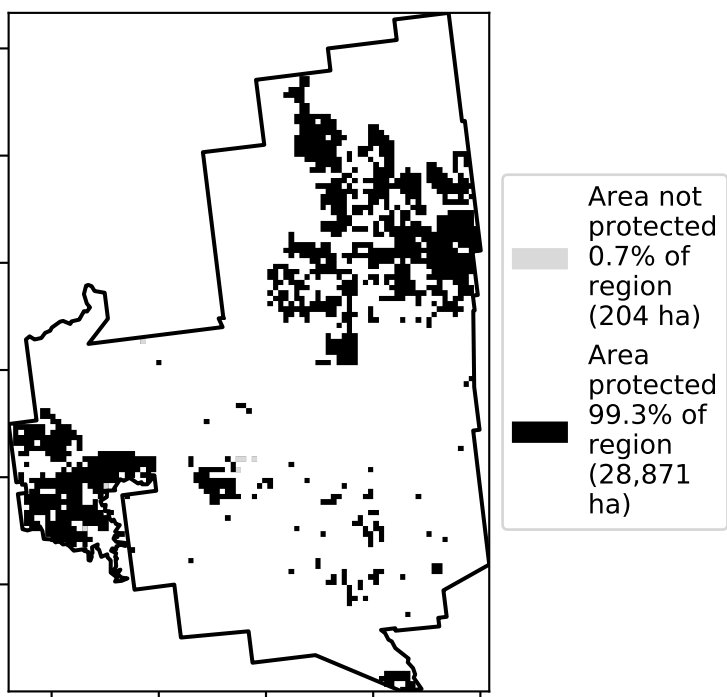 Area not
protected
0.7% of
region
(204 ha)
Area
protected
99.3% of
region
(28,871
ha)